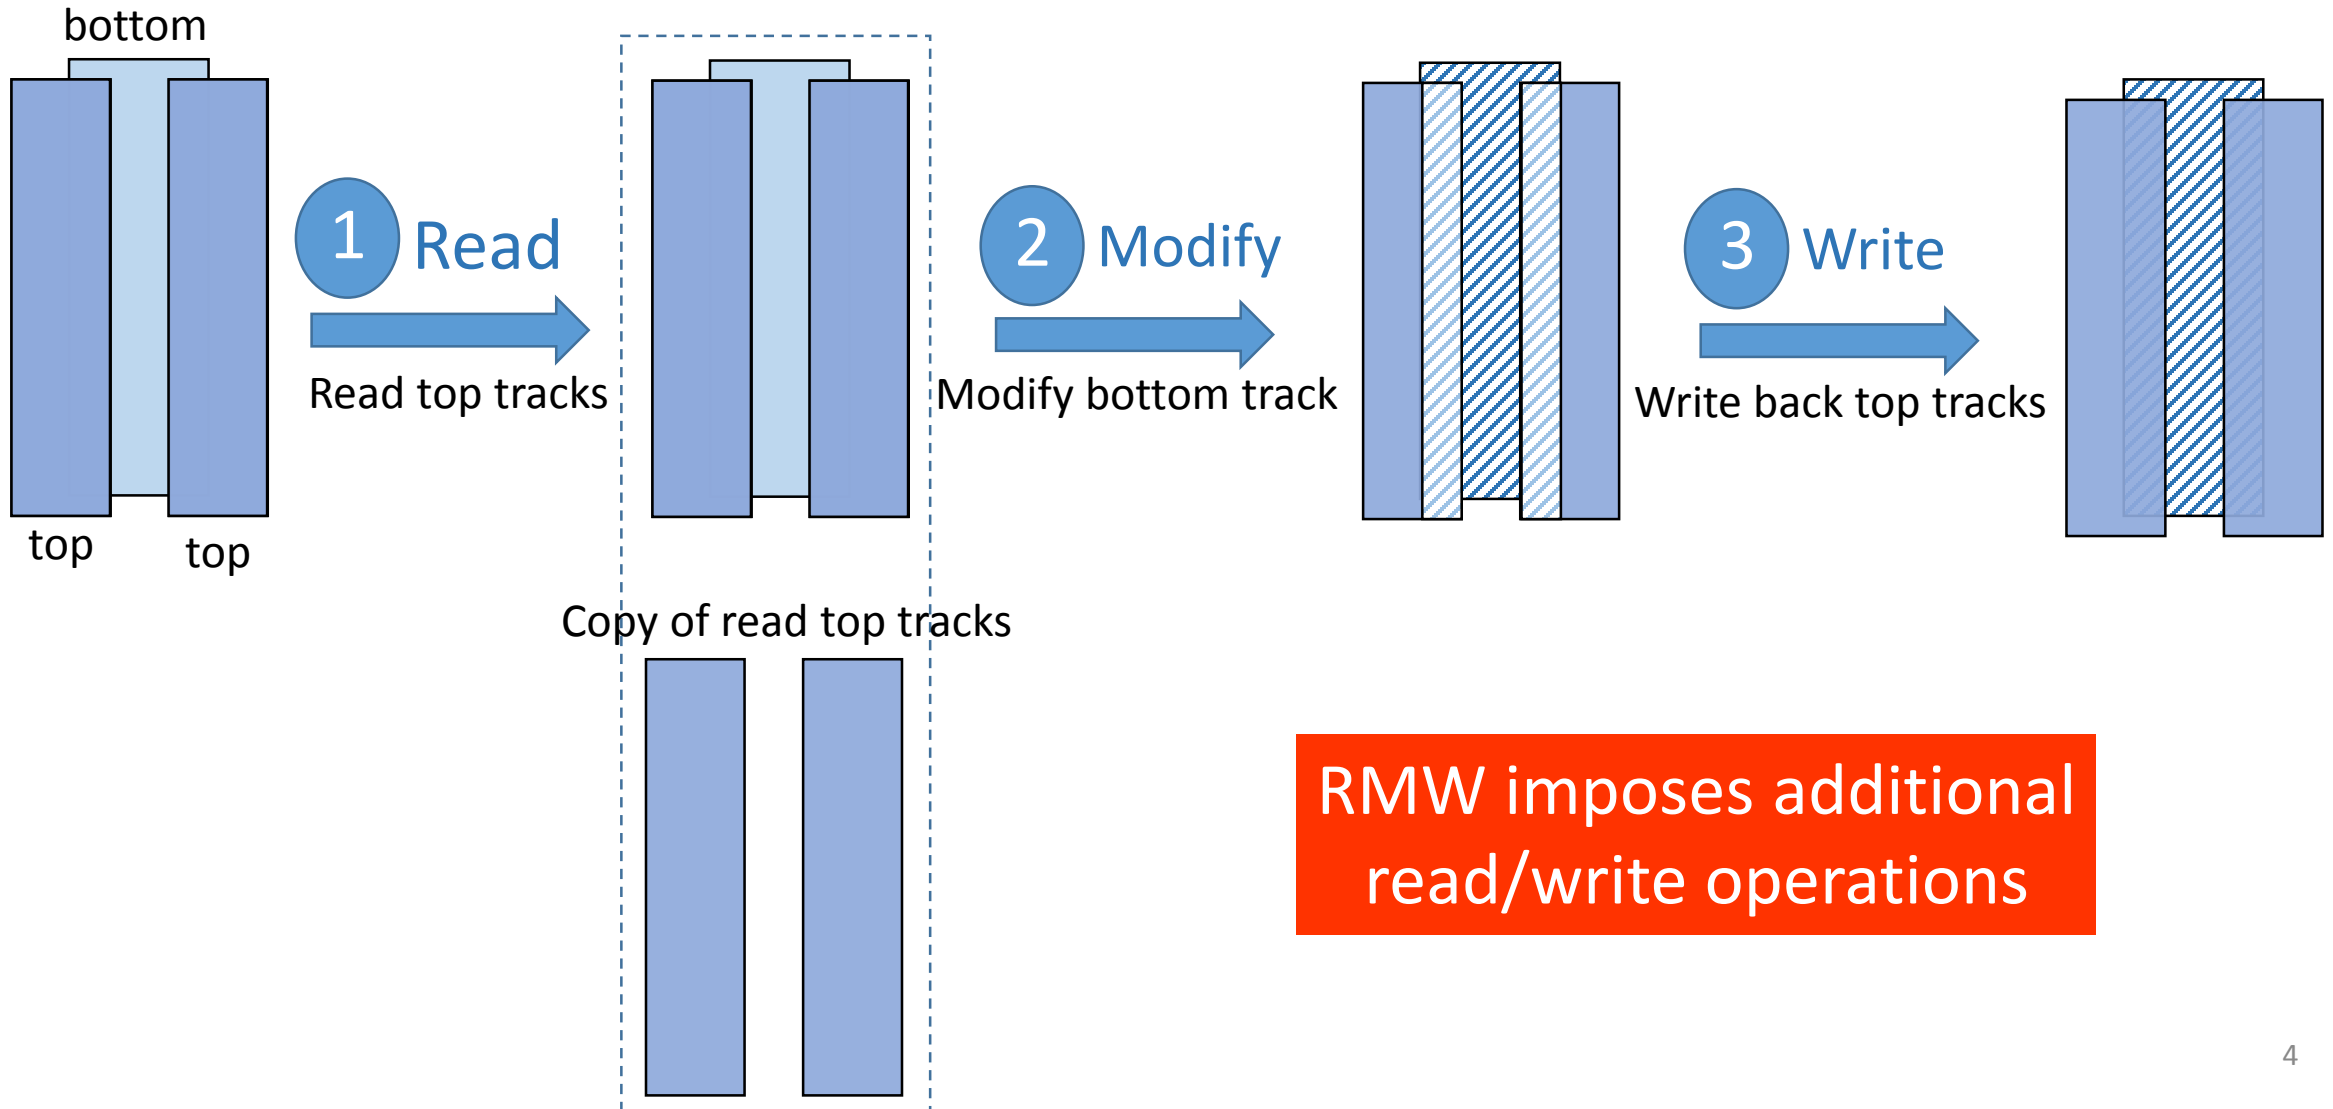 bottom
top
top
1
Read
Read top tracks
Copy of read top tracks
2
Modify
Modify bottom track
3
Write
Write back top tracks
RMW imposes additional
read/write operations
4